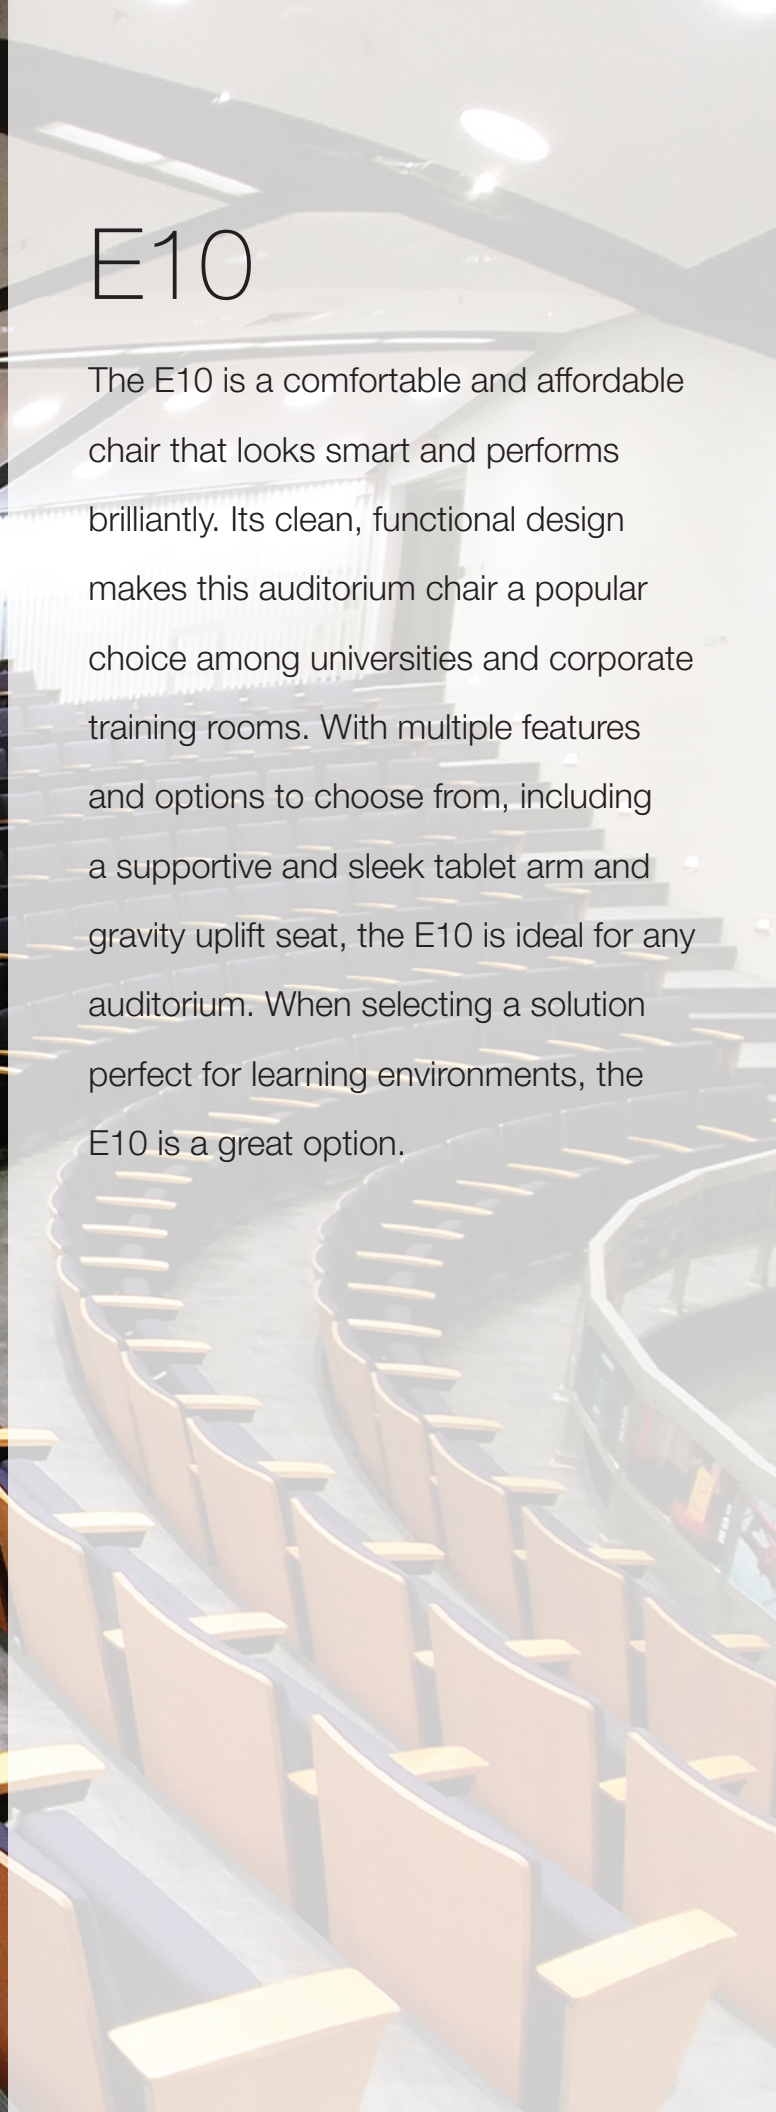 E10
The E10 is a comfortable and affordable
chair that looks smart and performs
brilliantly. Its clean, functional design
makes this auditorium chair a popular
choice among universities and corporate
training rooms. With multiple features
and options to choose from, including
a supportive and sleek tablet arm and
gravity uplift seat, the E10 is ideal for any
auditorium. When selecting a solution
perfect for learning environments, the
E10 is a great option.